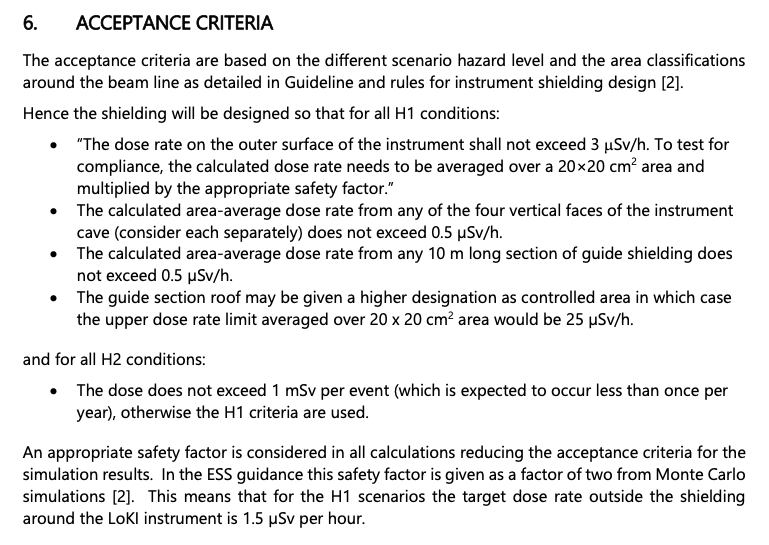 6. ACCEPTANCE CRITERIA
The acceptance criteria are based on the different scenario hazard level and the area classifications
around the beam line as detailed in Guideline and rules for instrument shielding design [2].
Hence the shielding will be designed so that for all H1 conditions:
• "The dose rate on the outer surface of the instrument shall not exceed 3 µSv/h. To test for
compliance, the calculated dose rate needs to be averaged over a 20×20 cm² area and
multiplied by the appropriate safety factor."
• The calculated area-average dose rate from any of the four vertical faces of the instrument
cave (consider each separately) does not exceed 0.5 µSv/h.
• The calculated area-average dose rate from any 10 m long section of guide shielding does
not exceed 0.5 µSv/h.
• The guide section roof may be given a higher designation as controlled area in which case
the upper dose rate limit averaged over 20 x 20 cm² area would be 25 µSv/h.
and for all H2 conditions:
• The dose does not exceed 1 mSv per event (which is expected to occur less than once per
year), otherwise the H1 criteria are used.
An appropriate safety factor is considered in all calculations reducing the acceptance criteria for the
simulation results. In the ESS guidance this safety factor is given as a factor of two from Monte Carlo
simulations [2]. This means that for the H1 scenarios the target dose rate outside the shielding
around the LoKI instrument is 1.5 µSv per hour.